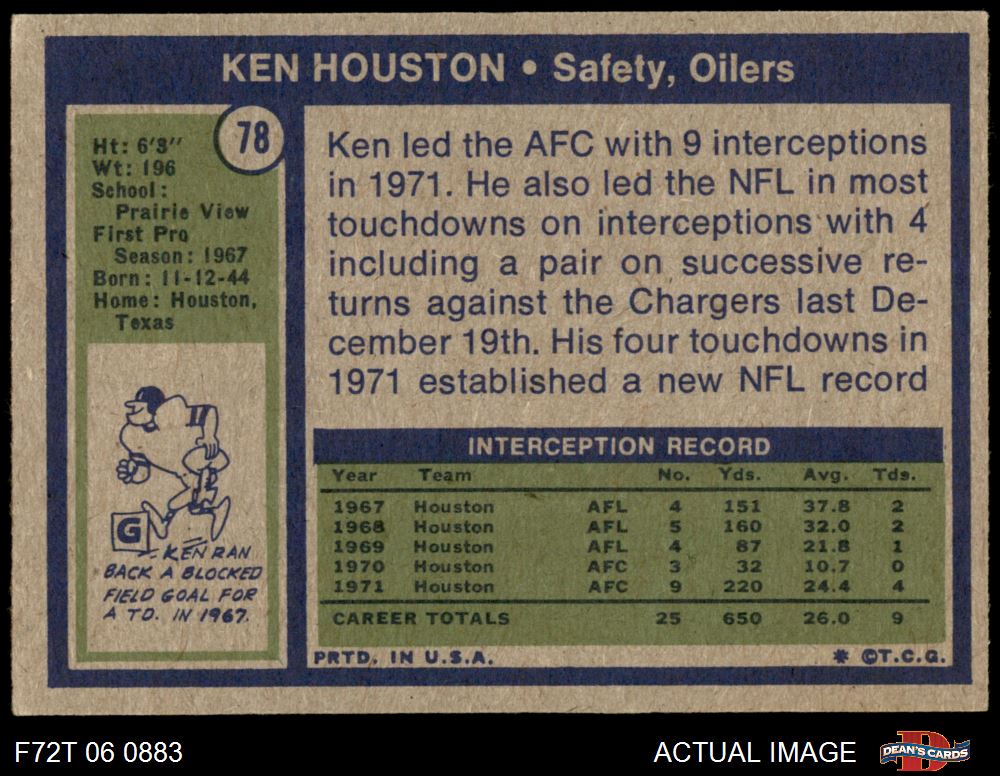 KEN HOUSTON • Safety, Oilers
78
Ht: 6'3"
Wt: 196
School:
Prairie View
First Pro
Season: 1967
Born: 11-12-44
Home: Houston,
Texas
G
KEN RAN
BACK A BLOCKED
FIELD GOAL FOR
A TD. IN 1967.
Ken led the AFC with 9 interceptions
in 1971. He also led the NFL in most
touchdowns on interceptions with 4
including a pair on successive re-
turns against the Chargers last De-
cember 19th. His four touchdowns in
1971 established a new NFL record
INTERCEPTION RECORD
Year Team No. Yds. Avg. Tds.
1967 Houston AFL 4 151 37.8 2
1968 Houston AFL 5 160 32.0 2
1969 Houston AFL 4 87 21.8 1
1970 Houston AFC 3 32 10.7 0
1971 Houston AFC 9 220 24.4 4
CAREER TOTALS 25 650 26.0 9
PRTD. IN U.S.A. * ©T.C.G.
F72T 06 0883 ACTUAL IMAGE D DEAN'S CARDS